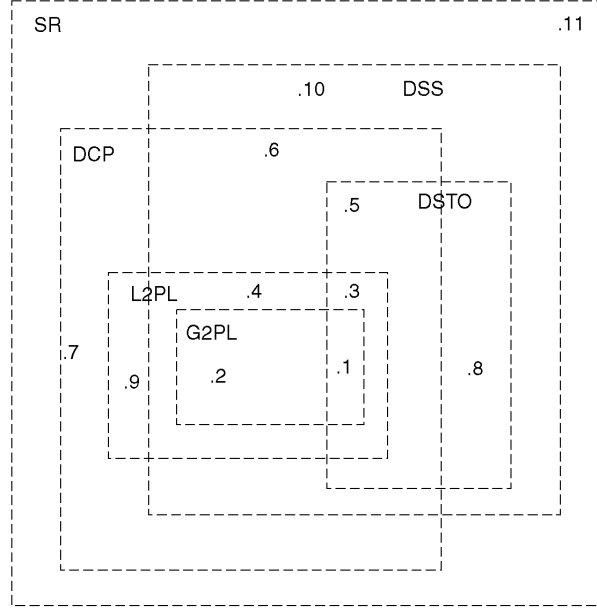 SR .11
.10 DSS
DCP .6
.5 DSTO
L2PL .4 .3
G2PL
.7 .9 .2 .1 .8